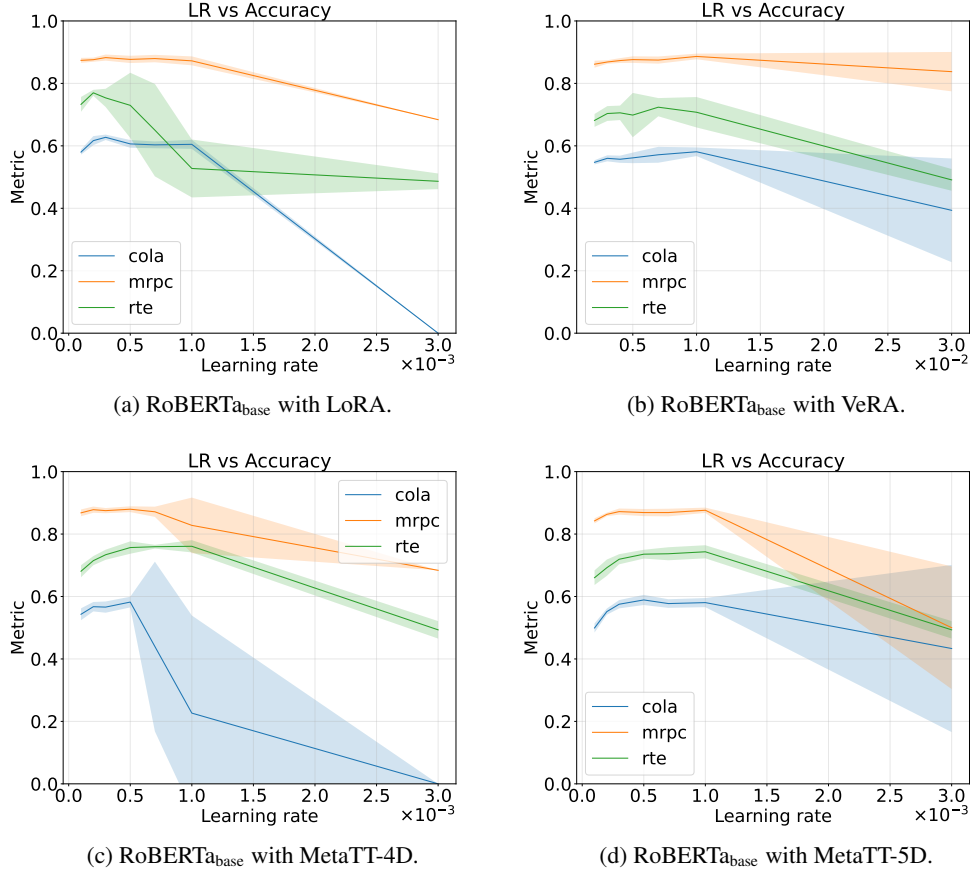 LR vs Accuracy
1.0
0.8
0.6
0.4
0.2
0.0
Metric
cola
mrpc
rte
0.0 0.5 1.0 1.5 2.0 2.5 3.0
Learning rate ×10⁻³
(a) RoBERTa_base with LoRA.
LR vs Accuracy
1.0
0.8
0.6
0.4
0.2
0.0
Metric
cola
mrpc
rte
0.0 0.5 1.0 1.5 2.0 2.5 3.0
Learning rate ×10⁻²
(b) RoBERTa_base with VeRA.
LR vs Accuracy
1.0
0.8
0.6
0.4
0.2
0.0
Metric
cola
mrpc
rte
0.0 0.5 1.0 1.5 2.0 2.5 3.0
Learning rate ×10⁻³
(c) RoBERTa_base with MetaTT-4D.
LR vs Accuracy
1.0
0.8
0.6
0.4
0.2
0.0
Metric
cola
mrpc
rte
0.0 0.5 1.0 1.5 2.0 2.5 3.0
Learning rate ×10⁻³
(d) RoBERTa_base with MetaTT-5D.